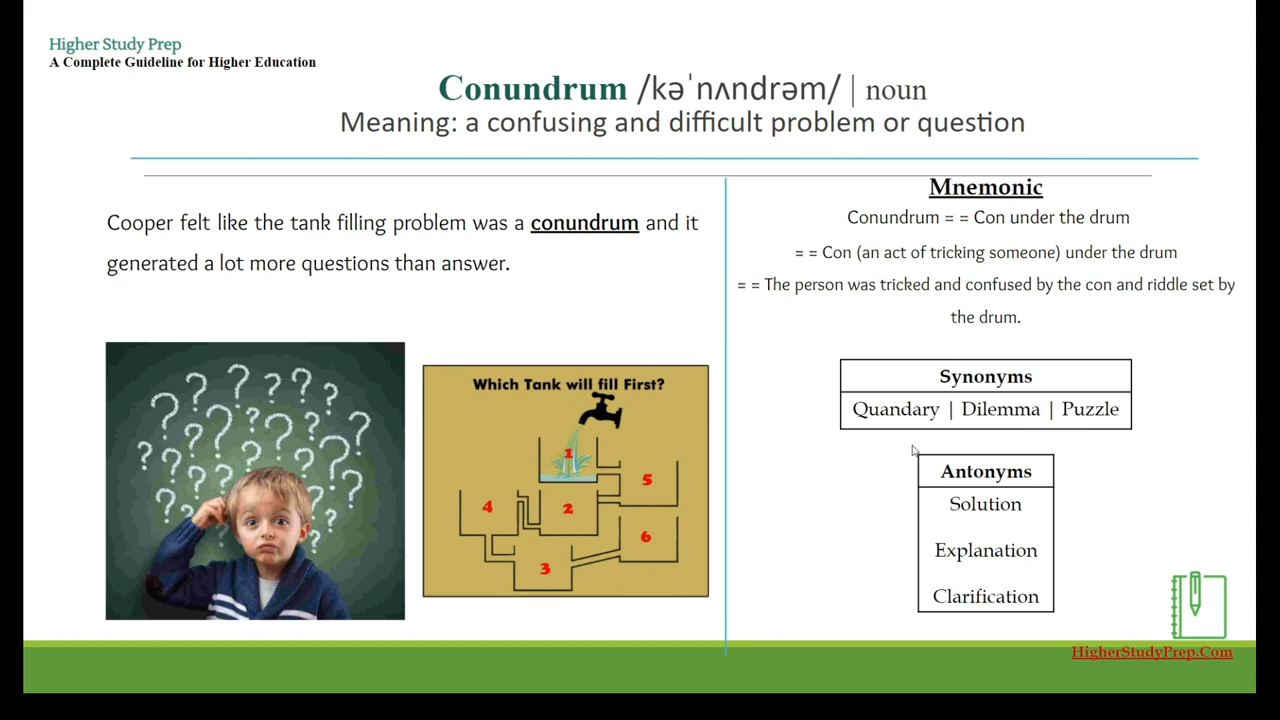 Higher Study Prep
A Complete Guideline for Higher Education
Conundrum /kəˈnʌndrəm/ | noun
Meaning: a confusing and difficult problem or question
Cooper felt like the tank filling problem was a conundrum and it
generated a lot more questions than answer.
? ? ? ? ? ? ? ? ? ? ? ? ? ? ? ? ? ? ? ? ? ? ? ?
Which Tank will fill First?
1
5
4
2
6
3
Mnemonic
Conundrum = = Con under the drum
= = Con (an act of tricking someone) under the drum
= = The person was tricked and confused by the con and riddle set by
the drum.
Synonyms
Quandary | Dilemma | Puzzle
Antonyms
Solution
Explanation
Clarification
HigherStudyPrep.Com